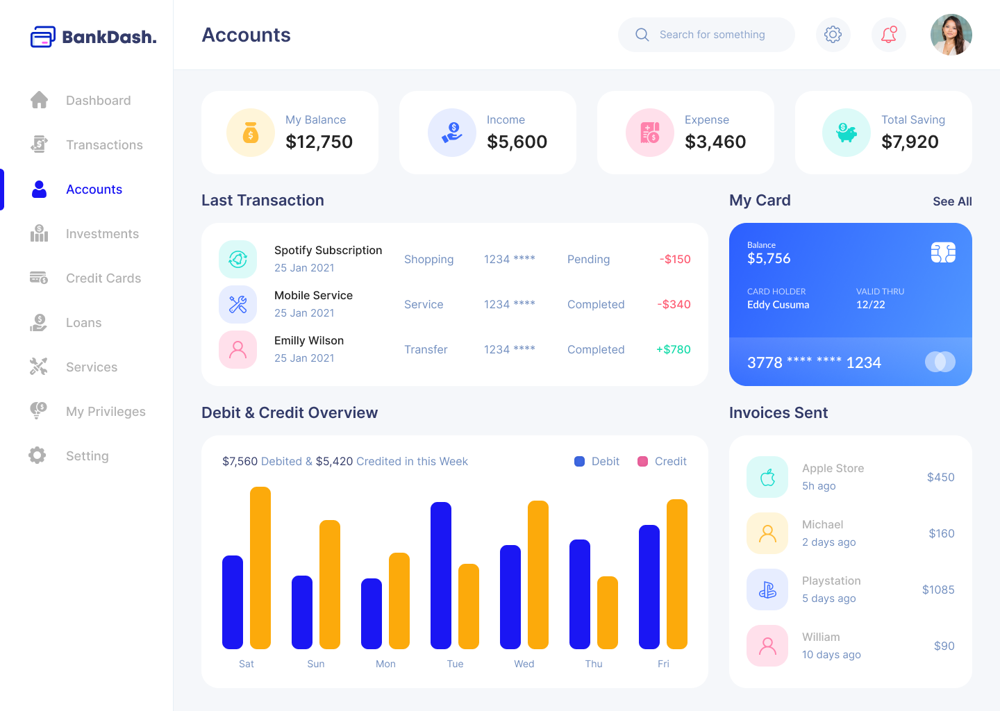 BankDash.
Accounts
Search for something
Dashboard
Transactions
Accounts
Investments
Credit Cards
Loans
Services
My Privileges
Setting
My Balance
$12,750
Income
$5,600
Expense
$3,460
Total Saving
$7,920
Last Transaction
Spotify Subscription
25 Jan 2021
Shopping
1234 ****
Pending
-$150
Mobile Service
25 Jan 2021
Service
1234 ****
Completed
-$340
Emilly Wilson
25 Jan 2021
Transfer
1234 ****
Completed
+$780
My Card
See All
Balance
$5,756
CARD HOLDER
Eddy Cusuma
VALID THRU
12/22
3778 **** **** 1234
Debit & Credit Overview
$7,560 Debited & $5,420 Credited in this Week
Debit
Credit
Sat
Sun
Mon
Tue
Wed
Thu
Fri
Invoices Sent
Apple Store
5h ago
$450
Michael
2 days ago
$160
Playstation
5 days ago
$1085
William
10 days ago
$90